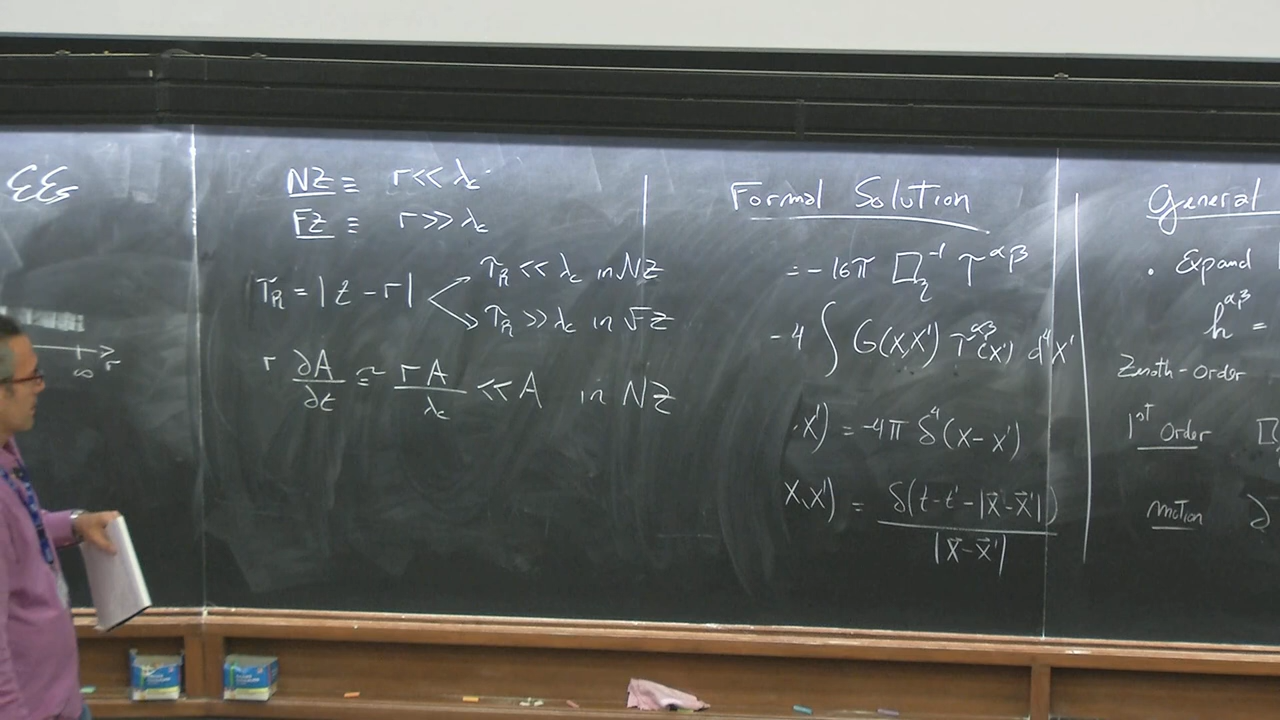 EEs
∞ r
NZ ≡ r << λc
FZ ≡ r >> λc
τR = |t - r| < τR << λc in NZ
τR >> λc in FZ
r ∂A/∂t ≅ rA/λc << A in NZ
Formal Solution
= -16π □η⁻¹ τ^αβ
-4 ∫ G(x,x') τ^αβ(x') d⁴x'
,x') = -4π δ⁴(x - x')
x,x') = δ(t - t' - |x⃗ - x⃗'|) / |x⃗ - x⃗'|
General
. Expand
h^αβ =
Zeroth-Order
1st Order □
motion ∂